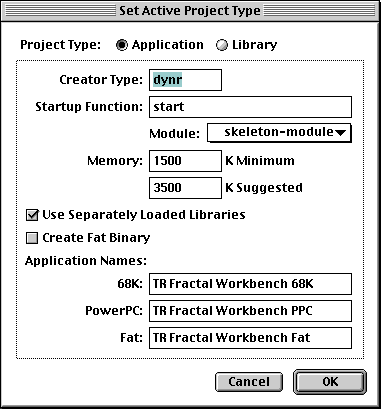 Set Active Project Type
Project Type: Application Library
Creator Type: dynr
Startup Function: start
Module: skeleton-module
Memory: 1500 K Minimum
3500 K Suggested
Use Separately Loaded Libraries
Create Fat Binary
Application Names:
68K: TR Fractal Workbench 68K
PowerPC: TR Fractal Workbench PPC
Fat: TR Fractal Workbench Fat
Cancel OK